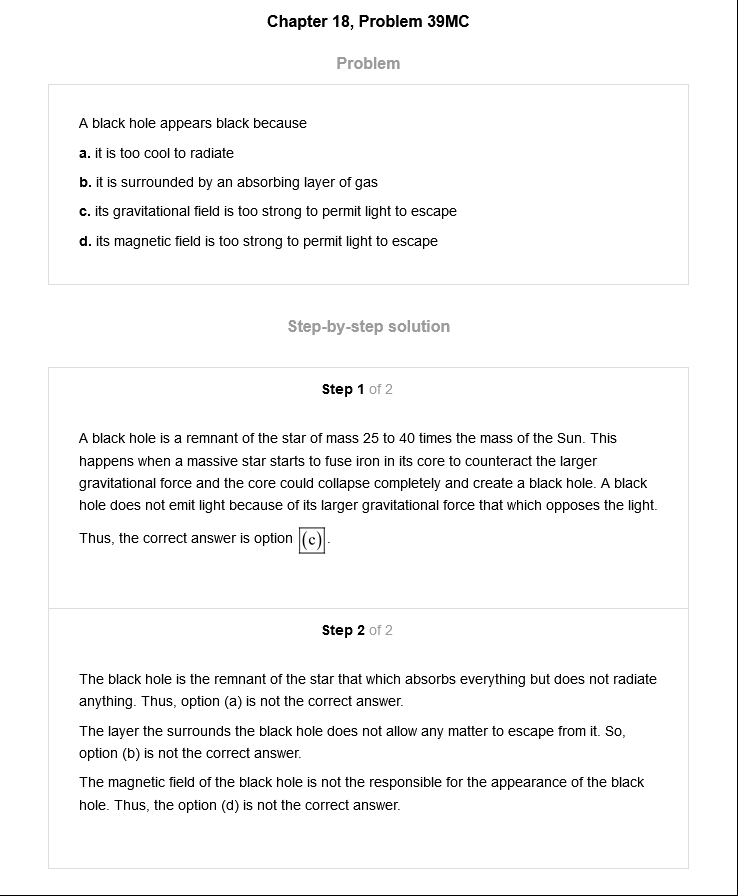 Chapter 18, Problem 39MC
Problem
A black hole appears black because
a. it is too cool to radiate
b. it is surrounded by an absorbing layer of gas
c. its gravitational field is too strong to permit light to escape
d. its magnetic field is too strong to permit light to escape
Step-by-step solution
Step 1 of 2
A black hole is a remnant of the star of mass 25 to 40 times the mass of the Sun. This
happens when a massive star starts to fuse iron in its core to counteract the larger
gravitational force and the core could collapse completely and create a black hole. A black
hole does not emit light because of its larger gravitational force that which opposes the light.
Thus, the correct answer is option (c).
Step 2 of 2
The black hole is the remnant of the star that which absorbs everything but does not radiate
anything. Thus, option (a) is not the correct answer.
The layer the surrounds the black hole does not allow any matter to escape from it. So,
option (b) is not the correct answer.
The magnetic field of the black hole is not the responsible for the appearance of the black
hole. Thus, the option (d) is not the correct answer.